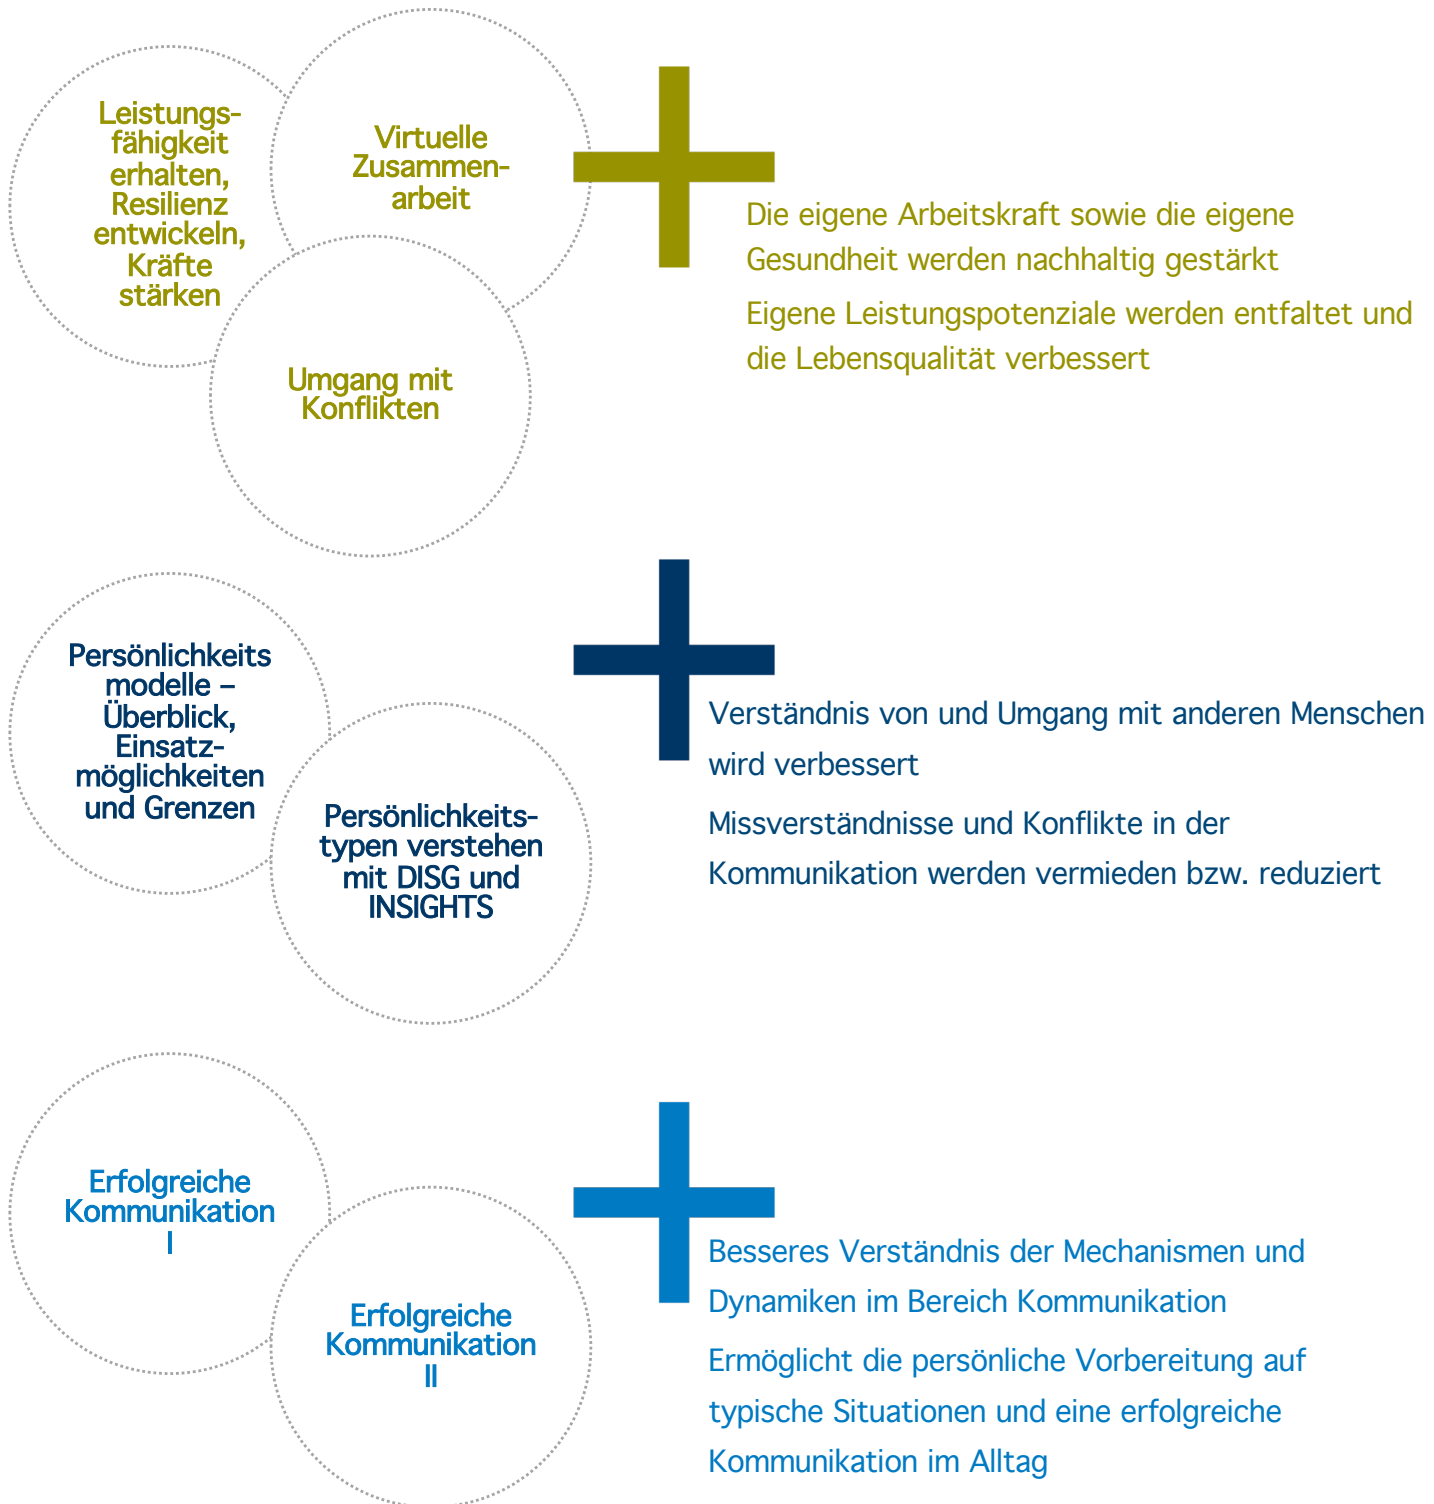 Leistungs-
fähigkeit
erhalten,
Resilienz
entwickeln,
Kräfte
stärken
Virtuelle
Zusammen-
arbeit
Umgang mit
Konflikten
Die eigene Arbeitskraft sowie die eigene
Gesundheit werden nachhaltig gestärkt
Eigene Leistungspotenziale werden entfaltet und
die Lebensqualität verbessert
Persönlichkeits
modelle –
Überblick,
Einsatz-
möglichkeiten
und Grenzen
Persönlichkeits-
typen verstehen
mit DISG und
INSIGHTS
Verständnis von und Umgang mit anderen Menschen
wird verbessert
Missverständnisse und Konflikte in der
Kommunikation werden vermieden bzw. reduziert
Erfolgreiche
Kommunikation
I
Erfolgreiche
Kommunikation
II
Besseres Verständnis der Mechanismen und
Dynamiken im Bereich Kommunikation
Ermöglicht die persönliche Vorbereitung auf
typische Situationen und eine erfolgreiche
Kommunikation im Alltag